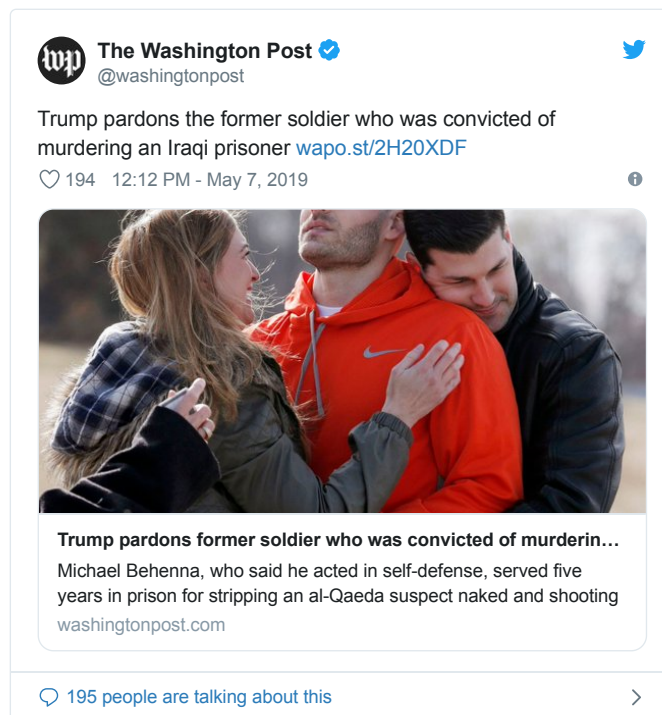 wp
The Washington Post
@washingtonpost
Trump pardons the former soldier who was convicted of
murdering an Iraqi prisoner wapo.st/2H20XDF
194 12:12 PM - May 7, 2019
Trump pardons former soldier who was convicted of murderin…
Michael Behenna, who said he acted in self-defense, served five
years in prison for stripping an al-Qaeda suspect naked and shooting
washingtonpost.com
195 people are talking about this